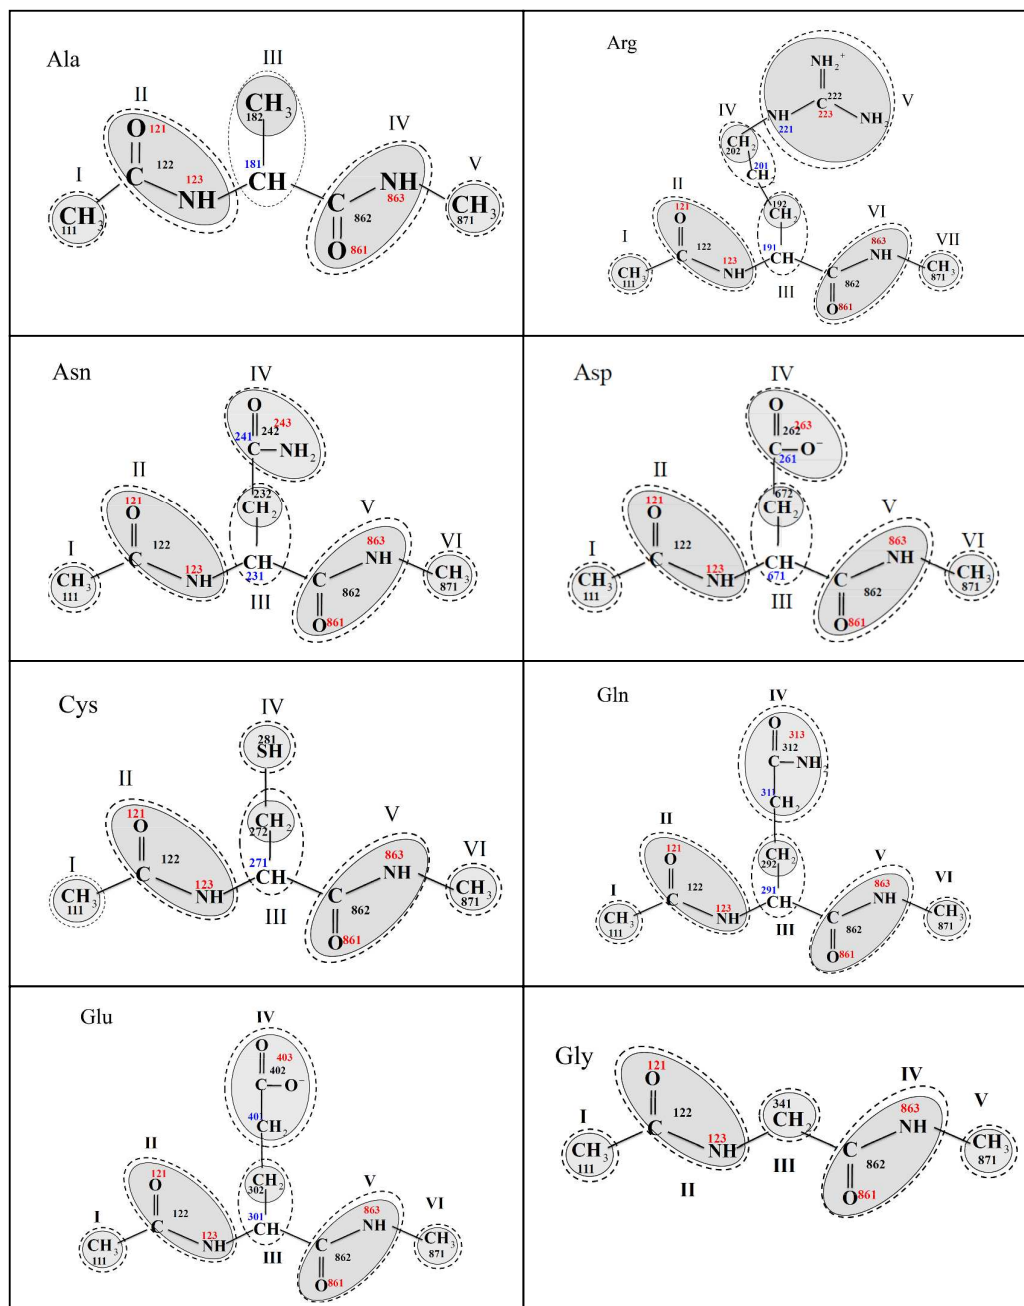 Ala
III
CH3
182
II
O 121
122
IV
I
C
123
NH
181
CH
C
NH
863
V
CH3
111
862
O 861
CH3
871
Arg
NH2+
IV
222
C
223
V
NH
221
NH2
CH2
202
201
CH2
II
121
O
192
CH2
VI
I
122
863
NH
VII
CH3
111
C
123
NH
191
CH
C
862
CH3
871
O 861
III
Asn
IV
O
243
242
241
C
NH2
II
232
CH2
V
121
O
863
I
122
NH
VI
CH3
111
C
123
NH
CH
231
C
CH3
871
III
862
O 861
Asp
IV
O
263
262
C
O−
261
II
672
CH2
V
121
O
863
I
122
NH
VI
CH3
111
C
123
NH
CH
671
C
CH3
871
III
862
O 861
Cys
IV
281
SH
II
121
O
CH2
272
V
I
122
271
863
NH
VI
CH3
111
C
123
NH
CH
C
CH3
871
III
862
O 861
Gln
IV
O
313
312
C
NH
311
CH2
II
121
O
292
CH2
V
I
122
291
863
NH
VI
CH3
111
C
123
NH
CH
C
CH3
871
III
862
O 861
Glu
IV
O
403
402
C
O−
401
CH2
II
121
O
CH2
302
V
I
122
301
863
NH
VI
CH3
111
C
123
NH
CH
C
CH3
871
III
862
O 861
Gly
121
O
IV
I
122
341
CH2
863
NH
V
CH3
111
C
123
NH
C
CH3
871
II
III
862
O 861